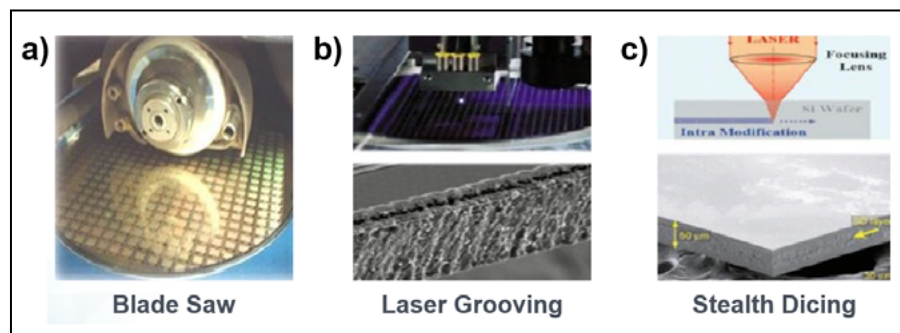 a)
b)
c)
LASER
Focusing
Lens
Si Wafer
Intra Modification
50 µm
Blade Saw
Laser Grooving
Stealth Dicing